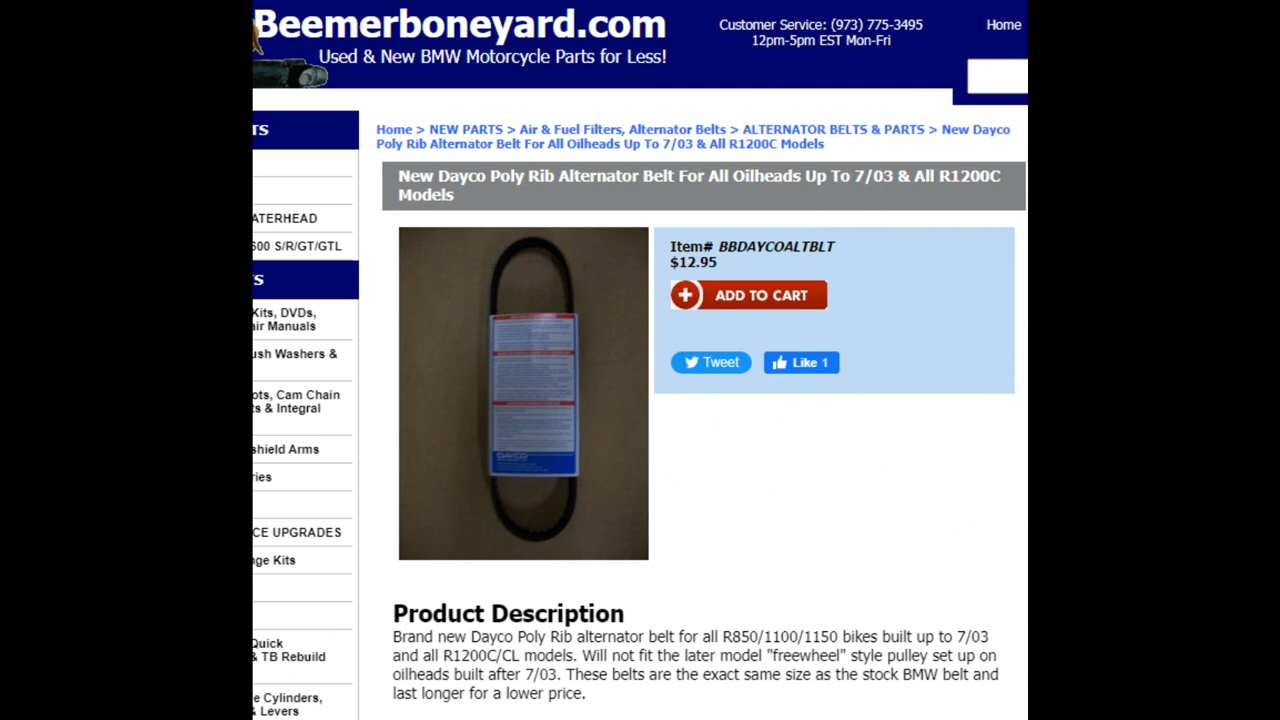 Beemerboneyard.com
Used & New BMW Motorcycle Parts for Less!
Customer Service: (973) 775-3495
12pm-5pm EST Mon-Fri
Home
TS
ATERHEAD
600 S/R/GT/GTL
TS
Kits, DVDs,
air Manuals
ush Washers &
ots, Cam Chain
ts & Integral
shield Arms
ries
CE UPGRADES
nge Kits
Quick
& TB Rebuild
e Cylinders,
& Levers
Home > NEW PARTS > Air & Fuel Filters, Alternator Belts > ALTERNATOR BELTS & PARTS > New Dayco
Poly Rib Alternator Belt For All Oilheads Up To 7/03 & All R1200C Models
New Dayco Poly Rib Alternator Belt For All Oilheads Up To 7/03 & All R1200C
Models
DAYCO
Item# BBDAYCOALTBLT
$12.95
ADD TO CART
Tweet
Like 1
Product Description
Brand new Dayco Poly Rib alternator belt for all R850/1100/1150 bikes built up to 7/03
and all R1200C/CL models. Will not fit the later model "freewheel" style pulley set up on
oilheads built after 7/03. These belts are the exact same size as the stock BMW belt and
last longer for a lower price.